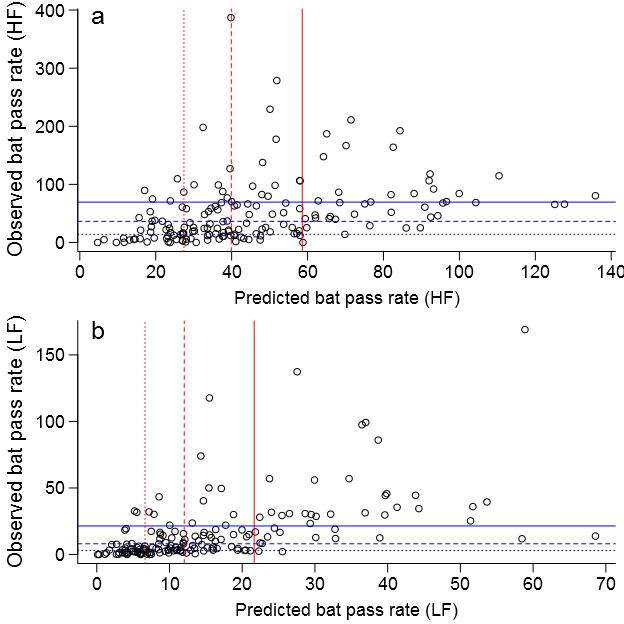 a
Observed bat pass rate (HF)
400
300
200
100
0
0 20 40 60 80 100 120 140
Predicted bat pass rate (HF)
b
Observed bat pass rate (LF)
150
100
50
0
0 10 20 30 40 50 60 70
Predicted bat pass rate (LF)